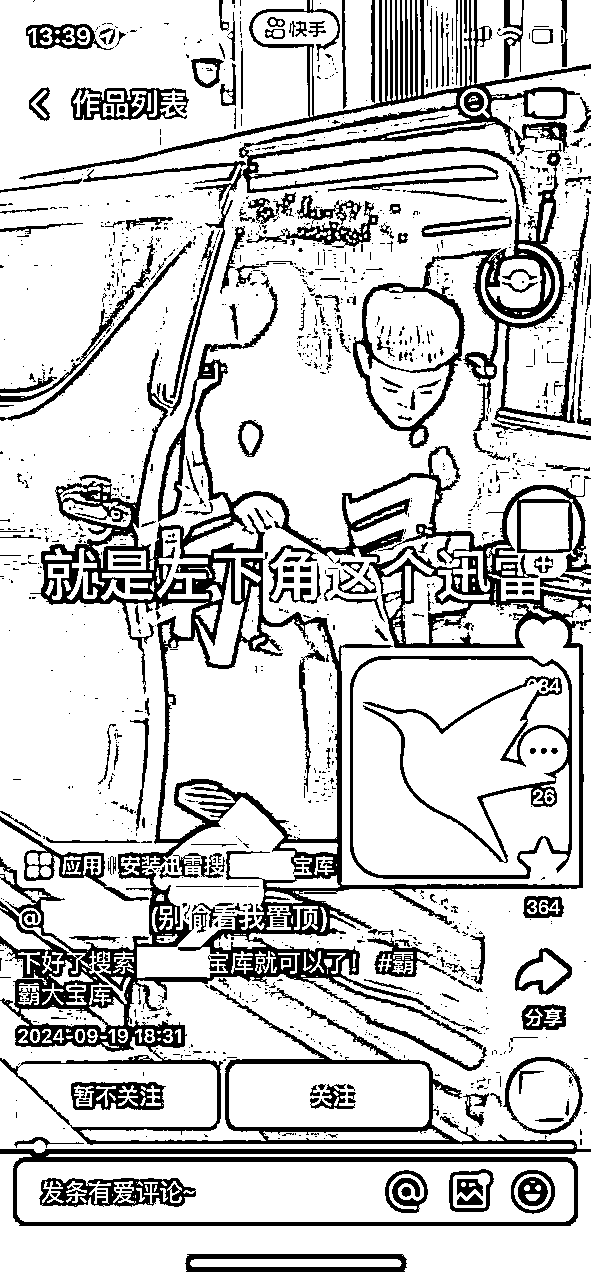 13:39
快手
作品列表
就是左下角这个迅雷
984
26
应用 | 安装迅雷搜 宝库
364
@ (别偷看我置顶)
下好了搜索 宝库就可以了! #霸
霸大宝库
分享
2024-09-19 18:31
暂不关注
关注
发条有爱评论~